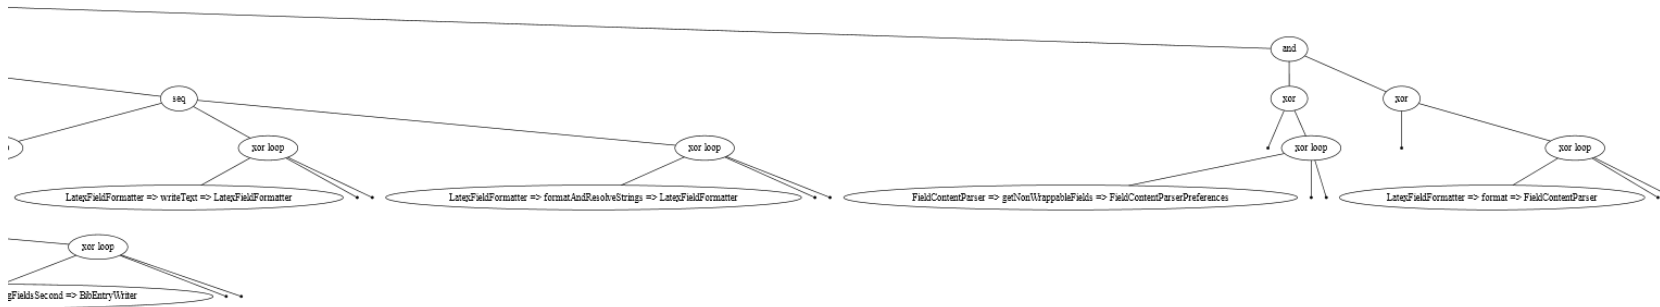 and
seq
xor
xor
xor loop
xor loop
xor loop
xor loop
LatexFieldFormatter => writeText => LatexFieldFormatter
LatexFieldFormatter => formatAndResolveStrings => LatexFieldFormatter
FieldContentParser => getNonWrappableFields => FieldContentParserPreferences
LatexFieldFormatter => format => FieldContentParser
xor loop
gFieldsSecond => BibEntryWriter